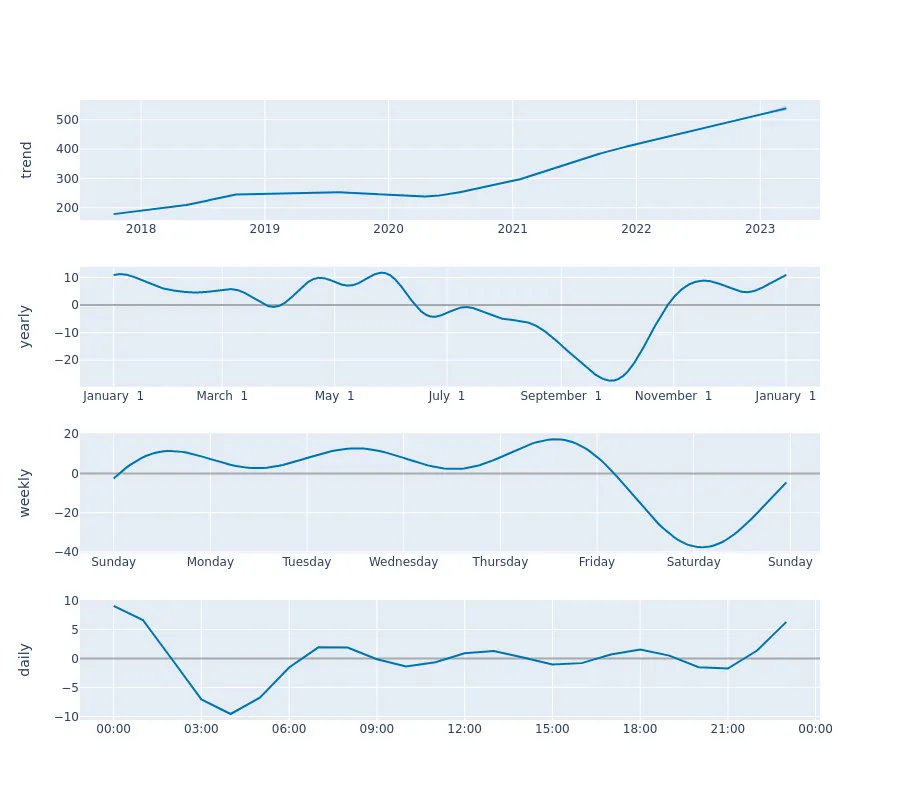 trend
500
400
300
200
2018 2019 2020 2021 2022 2023
yearly
10
0
−10
−20
January 1 March 1 May 1 July 1 September 1 November 1 January 1
weekly
20
0
−20
−40
Sunday Monday Tuesday Wednesday Thursday Friday Saturday Sunday
daily
10
5
0
−5
−10
00:00 03:00 06:00 09:00 12:00 15:00 18:00 21:00 00:00